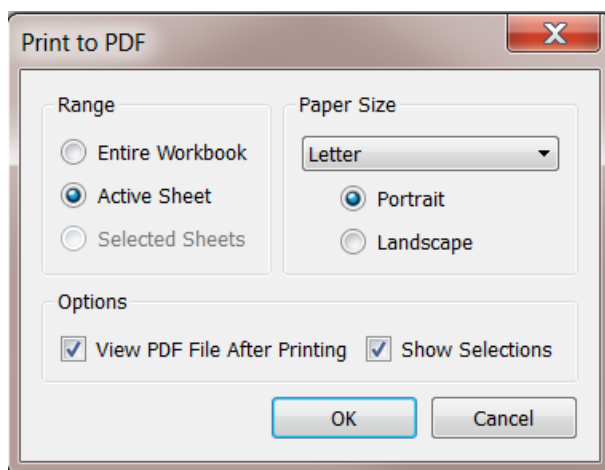 Print to PDF
Range
Entire Workbook
Active Sheet
Selected Sheets
Paper Size
Letter
Portrait
Landscape
Options
View PDF File After Printing Show Selections
OK Cancel